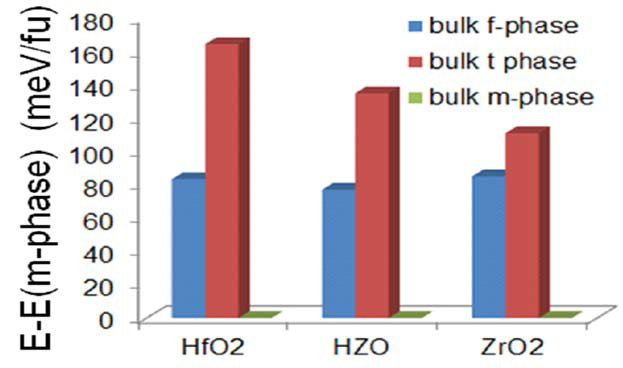 E-E(m-phase) (meV/fu)
180
160
140
120
100
80
60
40
20
0
bulk f-phase
bulk t phase
bulk m-phase
HfO2
HZO
ZrO2